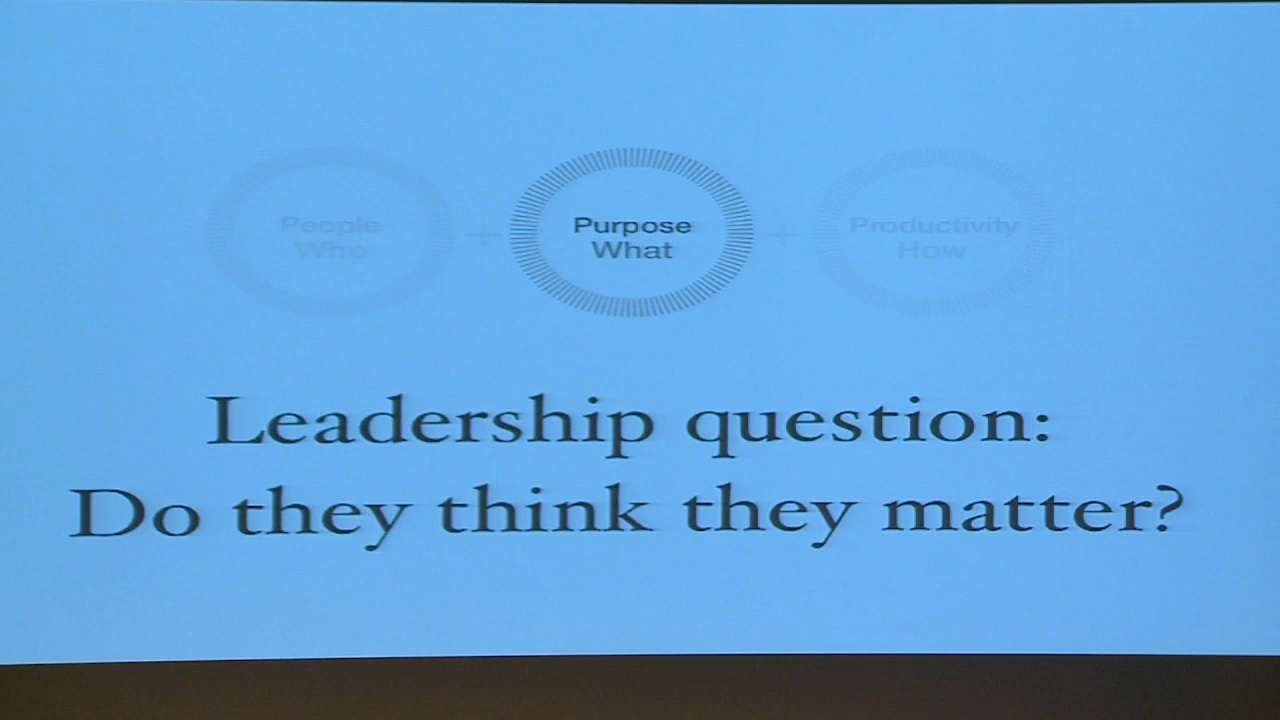 People
Who
+
Purpose
What
+
Productivity
How
Leadership question:
Do they think they matter?